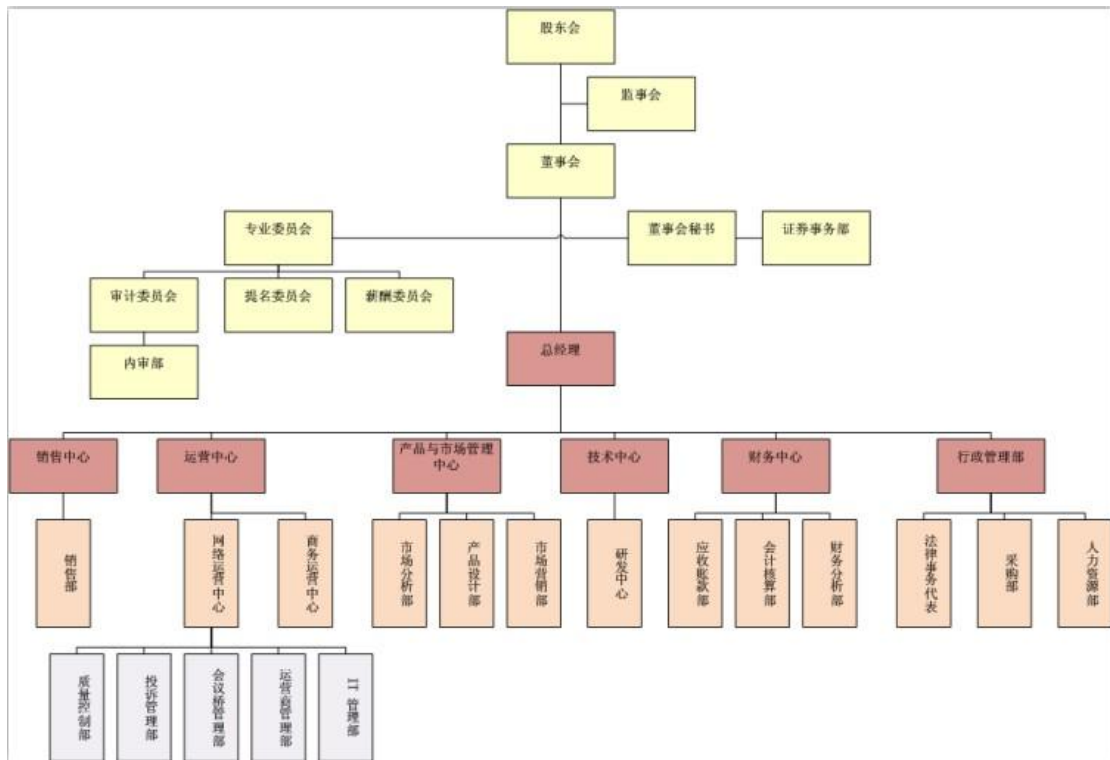 股东会
监事会
董事会
专业委员会
董事会秘书
证券事务部
审计委员会
提名委员会
薪酬委员会
内审部
总经理
销售中心
运营中心
产品与市场管理
中心
技术中心
财务中心
行政管理部
销售部
网络运营中心
商务运营中心
市场分析部
产品设计部
市场营销部
研发中心
应收账款部
会计核算部
财务分析部
法律事务代表
采购部
人力资源部
质量控制部
投诉管理部
会议桥管理部
运营商管理部
IT 管理部